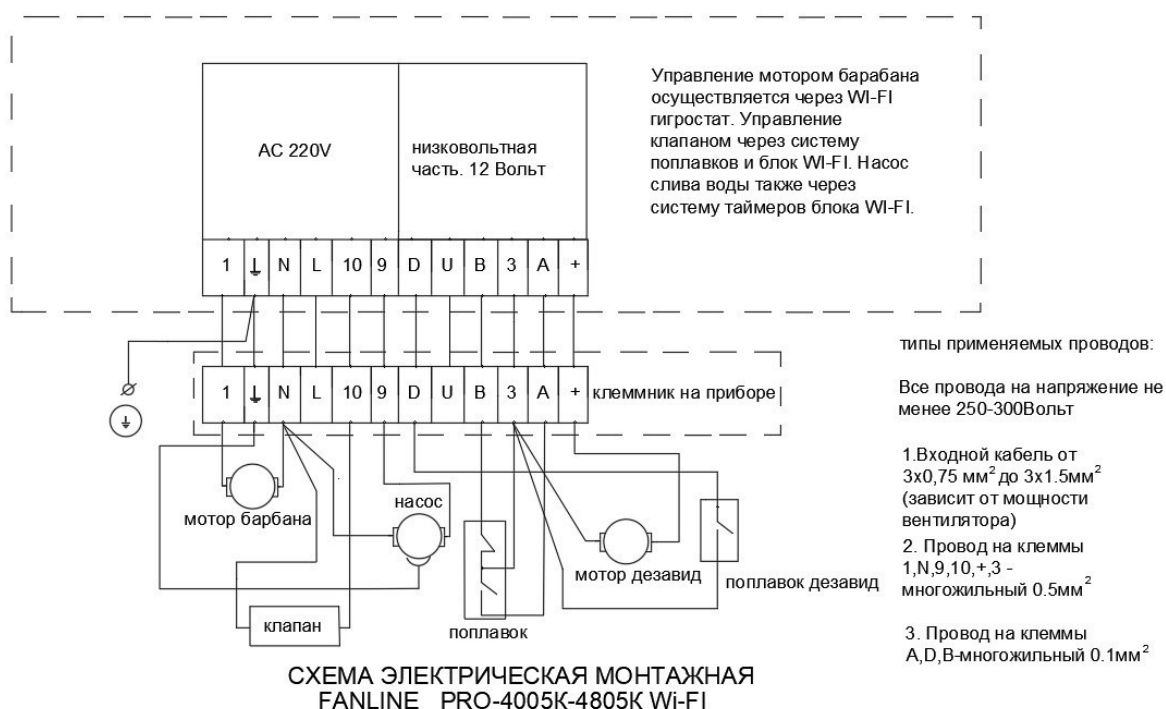 AC 220V
низковольтная
часть. 12 Вольт
Управление мотором барабана
осуществляется через WI-FI
гигростат. Управление
клапаном через систему
поплавков и блок WI-FI. Насос
слива воды также через
систему таймеров блока WI-FI.
1 N L 10 9 D U B 3 A +
1 N L 10 9 D U B 3 A +
клеммник на приборе
мотор барбана
насос
клапан
поплавок
мотор дезавид
поплавок дезавид
типы применяемых проводов:
Все провода на напряжение не
менее 250-300Вольт
1.Входной кабель от
3x0,75 мм² до 3x1.5мм²
(зависит от мощности
вентилятора)
2. Провод на клеммы
1,N,9,10,+,3 -
многожильный 0.5мм²
3. Провод на клеммы
A,D,B-многожильный 0.1мм²
СХЕМА ЭЛЕКТРИЧЕСКАЯ МОНТАЖНАЯ
FANLINE PRO-4005K-4805K Wi-FI